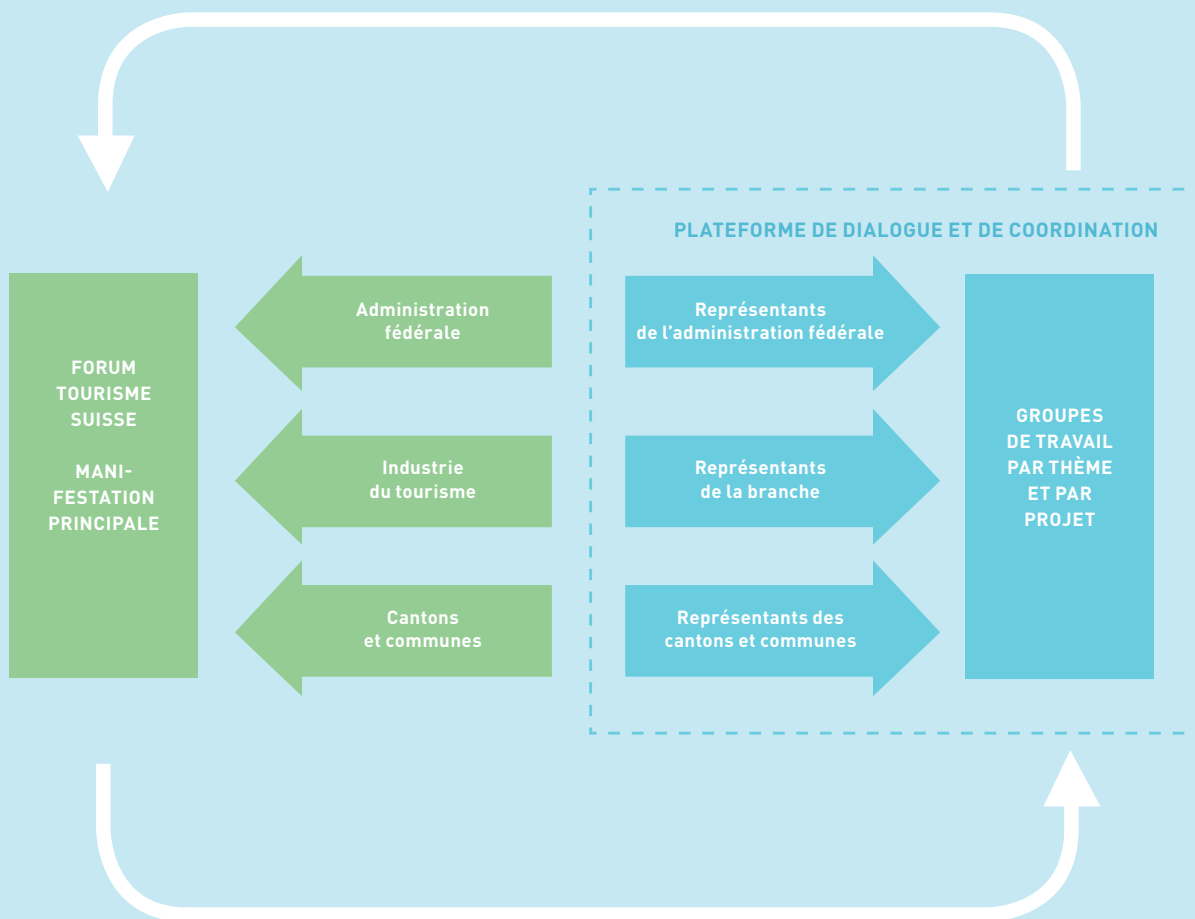 PLATEFORME DE DIALOGUE ET DE COORDINATION
FORUM
TOURISME
SUISSE
MANI-
FESTATION
PRINCIPALE
Administration
fédérale
Industrie
du tourisme
Cantons
et communes
Représentants
de l’administration fédérale
Représentants
de la branche
Représentants des
cantons et communes
GROUPES
DE TRAVAIL
PAR THÈME
ET PAR
PROJET